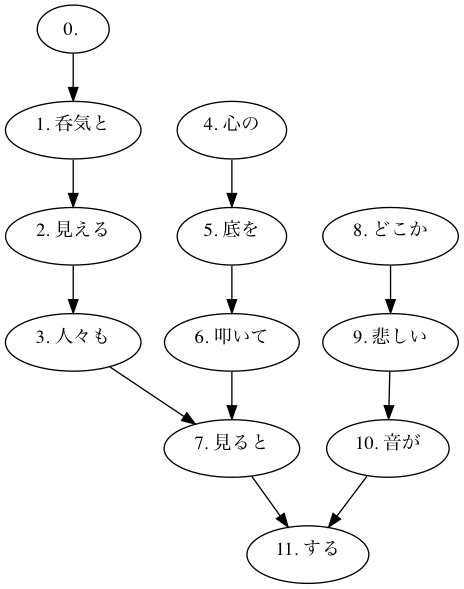 0.
1. 呑気と
4. 心の
2. 見える
5. 底を
8. どこか
3. 人々も
6. 叩いて
9. 悲しい
7. 見ると
10. 音が
11. する